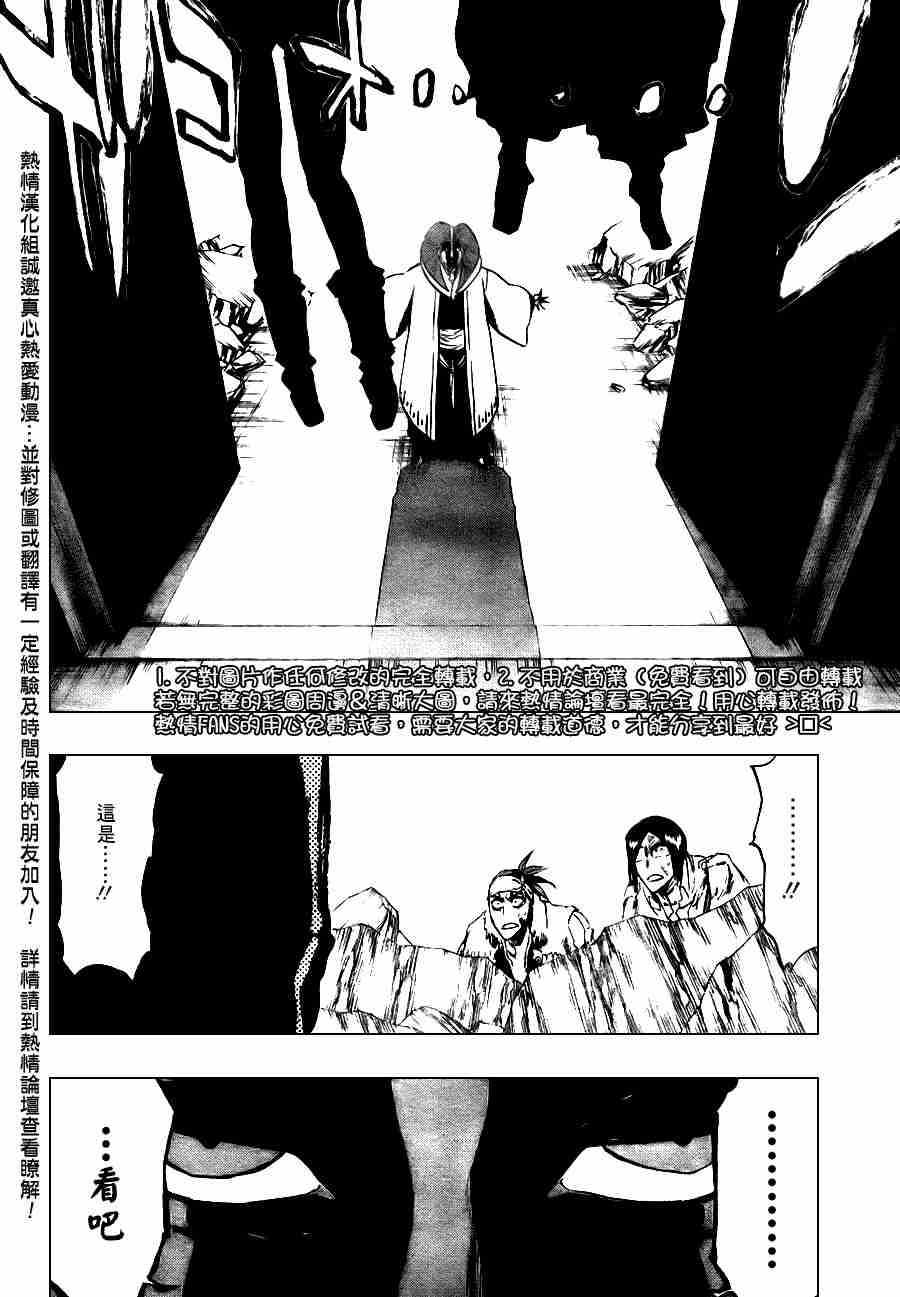 ザコオオオ
熱情漢化組誠邀真心熱愛動漫…並對修圖或翻譯有一定經驗及時間保障的朋友加入！ 詳情請到熱情論壇查看瞭解！
1. 不對圖片作任何修改的完全轉載，2. 不用於商業（免費看到）可自由轉載
若無完整的彩圖周邊&清晰大圖，請來熱情論壇看最完全！用心轉載發佈！
熱情FANS的用心免費試看，需要大家的轉載道德，才能分享到最好 >□<
…………!!
這是……!!
…………
…看吧